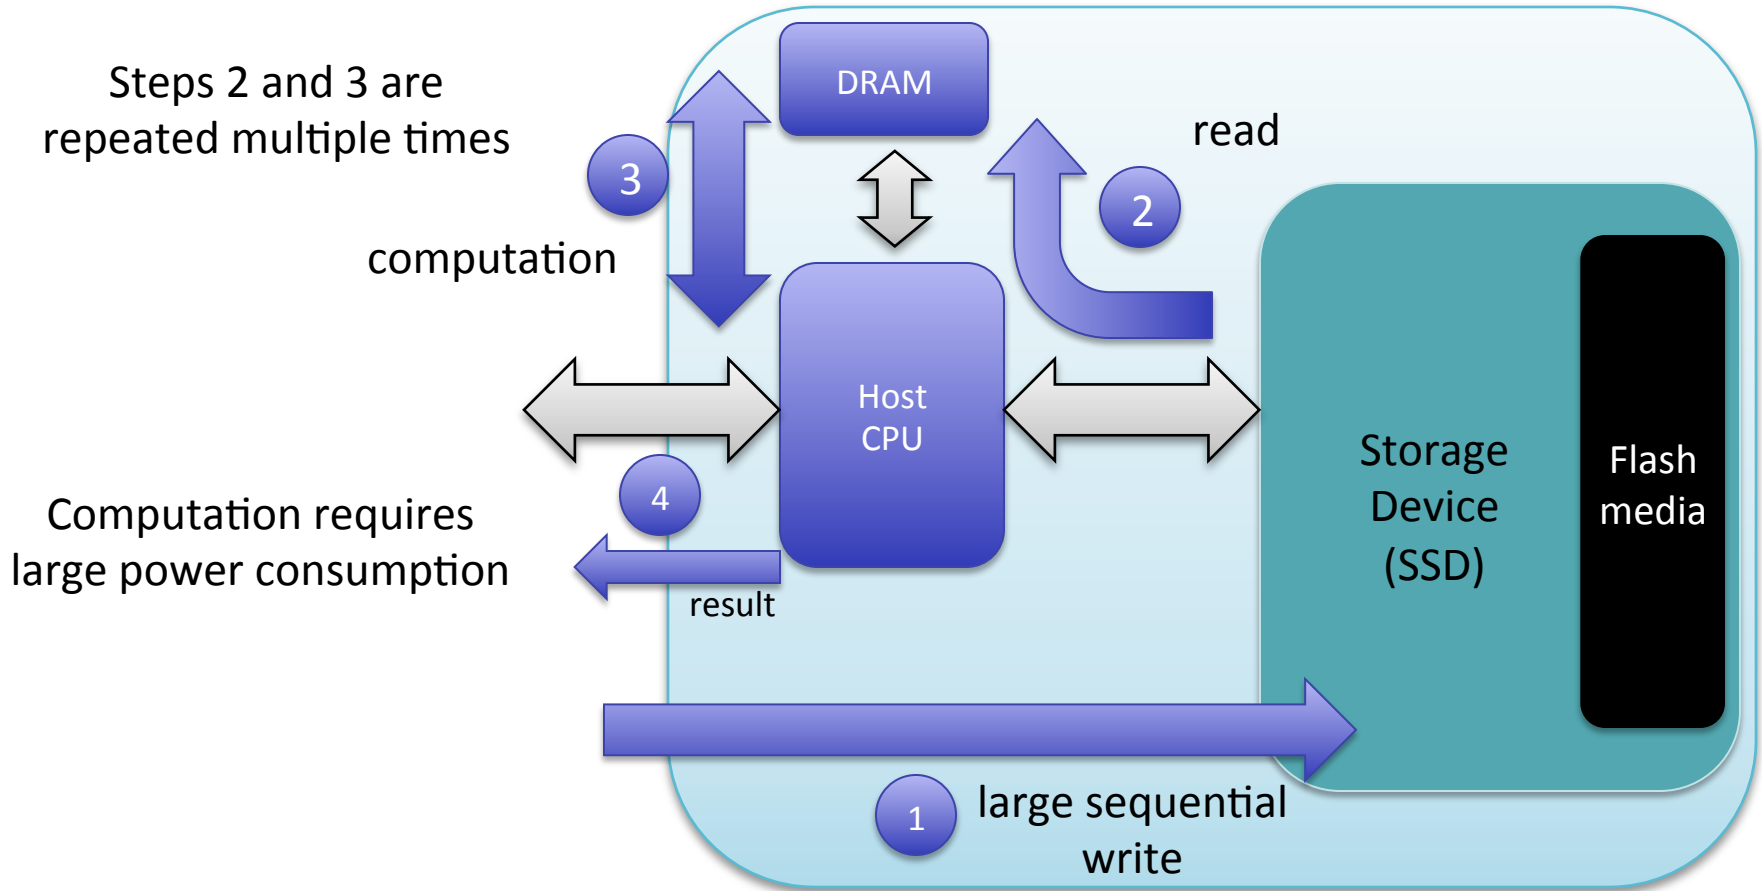 Steps 2 and 3 are
repeated multiple times
DRAM
read
3
2
computation
Host
CPU
Storage
Device
(SSD)
Flash
media
4
Computation requires
large power consumption
result
1
large sequential
write